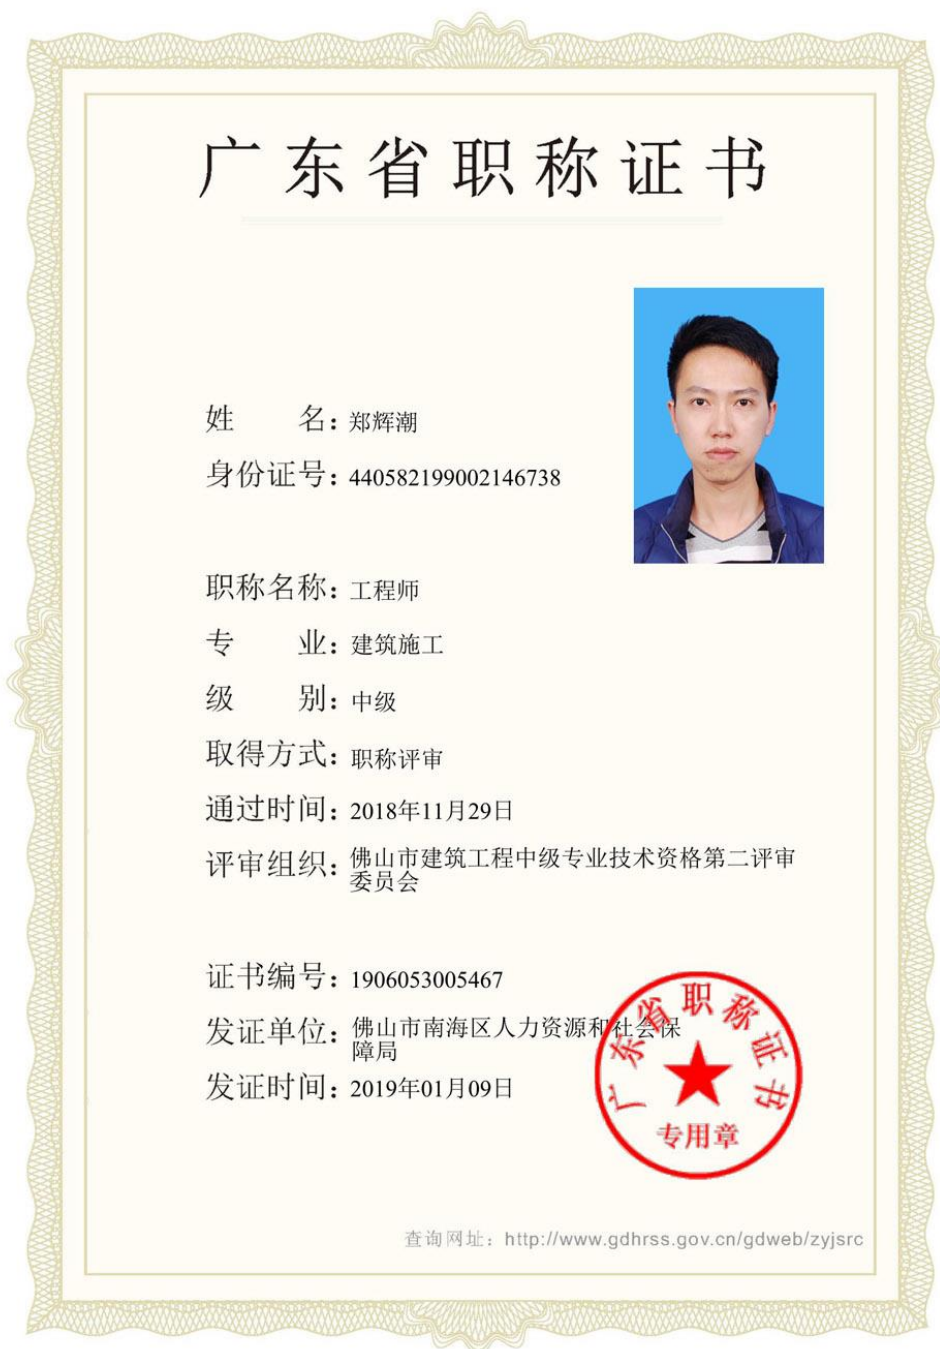 广东省职称证书
姓 名：郑辉潮
身份证号：440582199002146738
职称名称：工程师
专 业：建筑施工
级 别：中级
取得方式：职称评审
通过时间：2018年11月29日
评审组织：佛山市建筑工程中级专业技术资格第二评审
委员会
证书编号：1906053005467
发证单位：佛山市南海区人力资源和社会保
障局
发证时间：2019年01月09日
广东省职称证书
专用章
查询网址：http://www.gdhrss.gov.cn/gdweb/zyjsrc